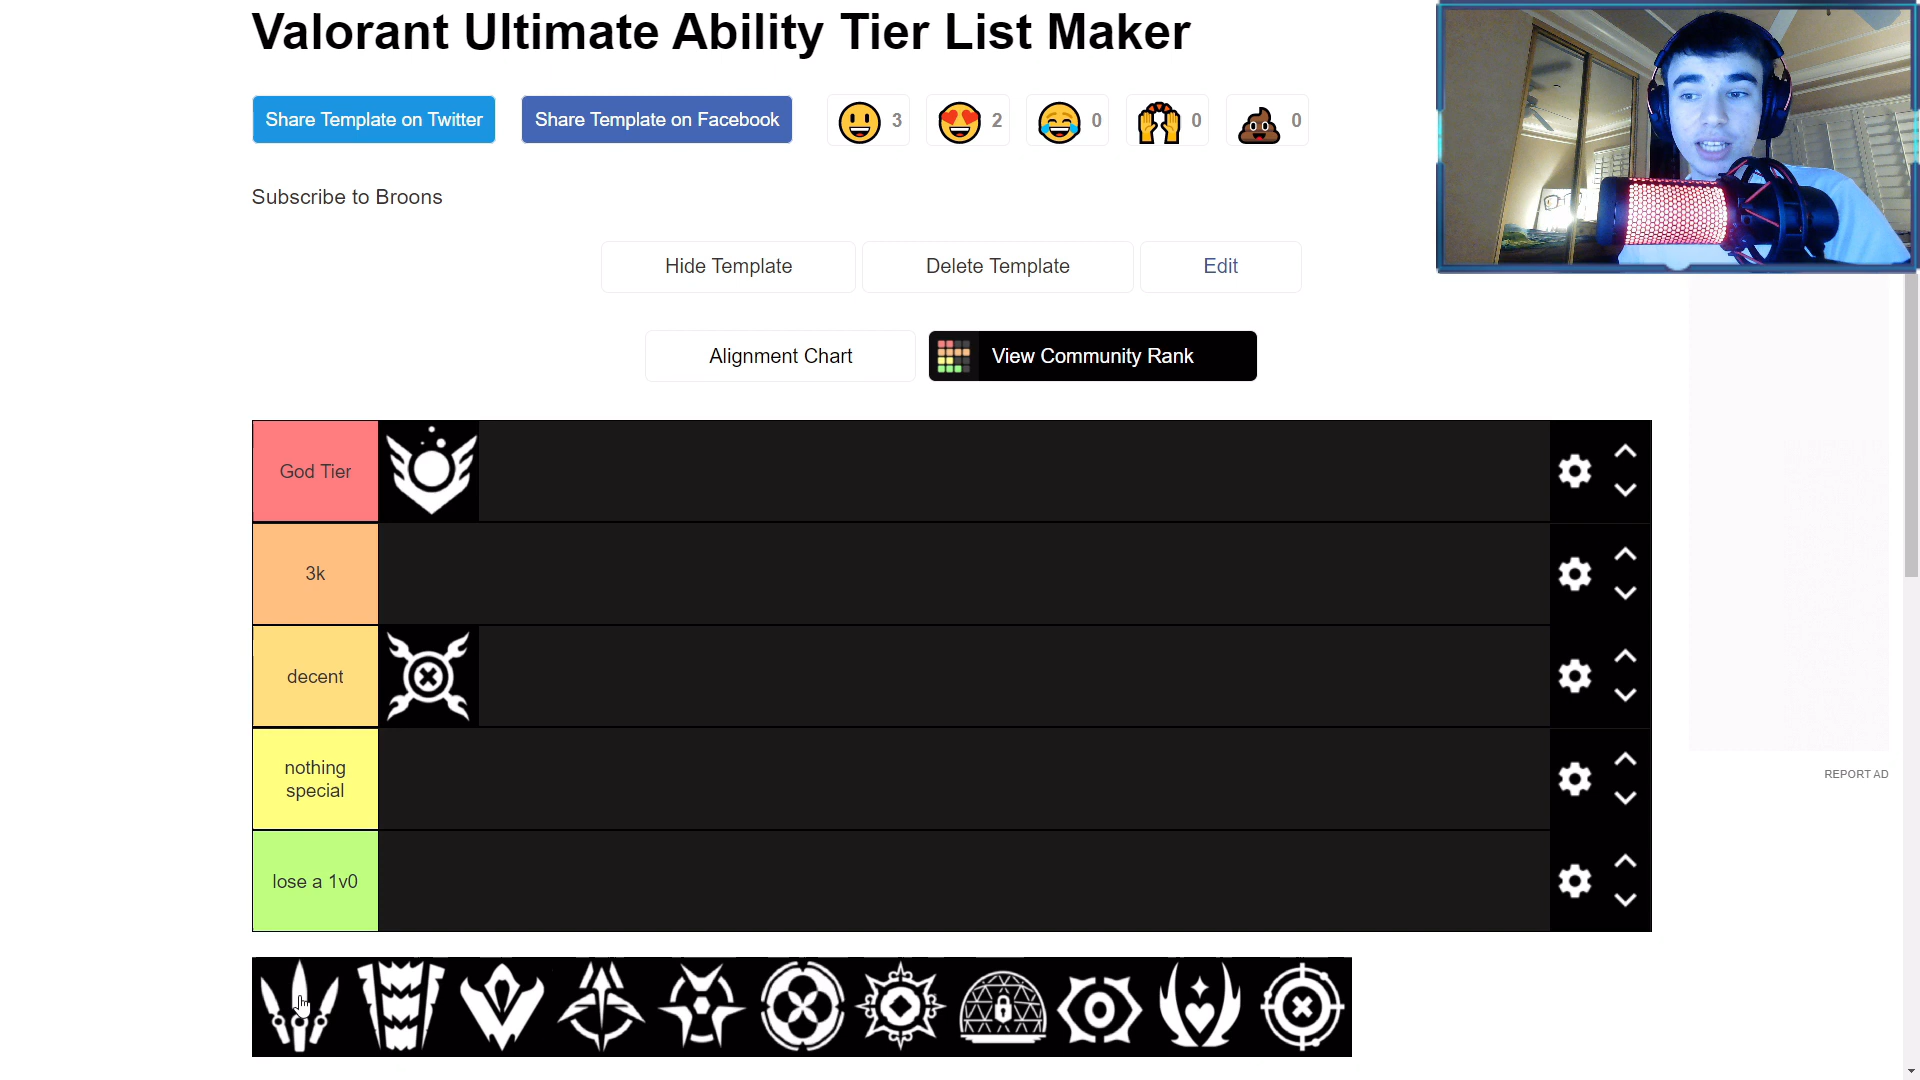 Valorant Ultimate Ability Tier List Maker
Share Template on Twitter
Share Template on Facebook
3
2
0
0
0
Subscribe to Broons
Hide Template
Delete Template
Edit
Alignment Chart
View Community Rank
God Tier
3k
decent
nothing
special
lose a 1v0
REPORT AD